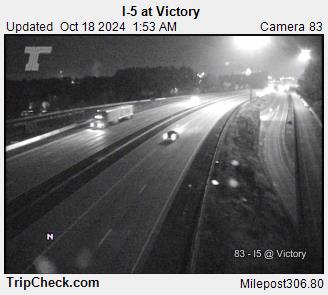 I-5 at Victory
Updated Oct 18 2024 1:53 AM Camera 83
T
N
83 - I5 @ Victory
TripCheck.com Milepost306.80